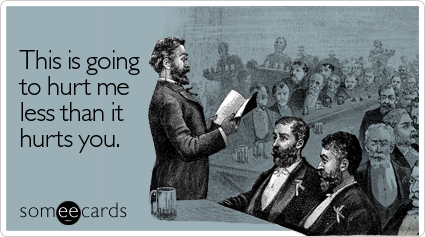 This is going
to hurt me
less than it
hurts you.
someecards